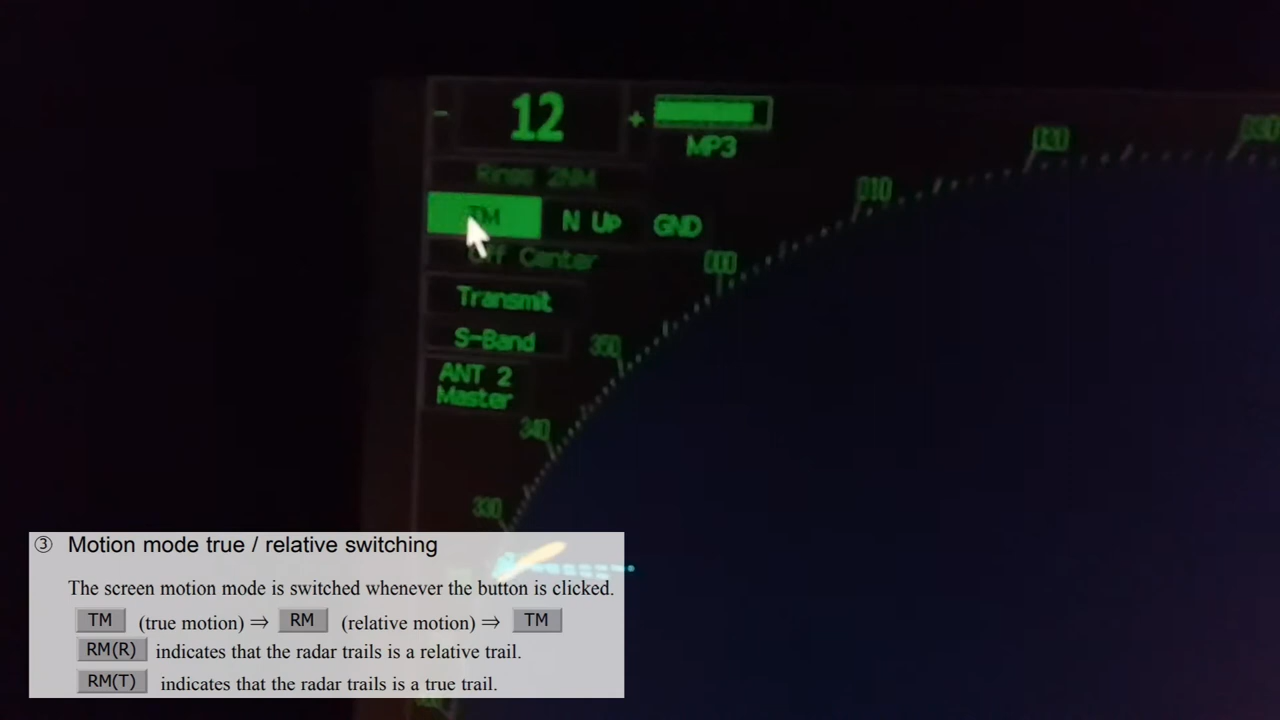 - 12 +
MP3
Rings 2NM
TM N Up GND
Off Center
Transmit
S-Band
ANT 2
Master
330
340
350
000
010
③ Motion mode true / relative switching
The screen motion mode is switched whenever the button is clicked.
TM (true motion) ⇒ RM (relative motion) ⇒ TM
RM(R) indicates that the radar trails is a relative trail.
RM(T) indicates that the radar trails is a true trail.